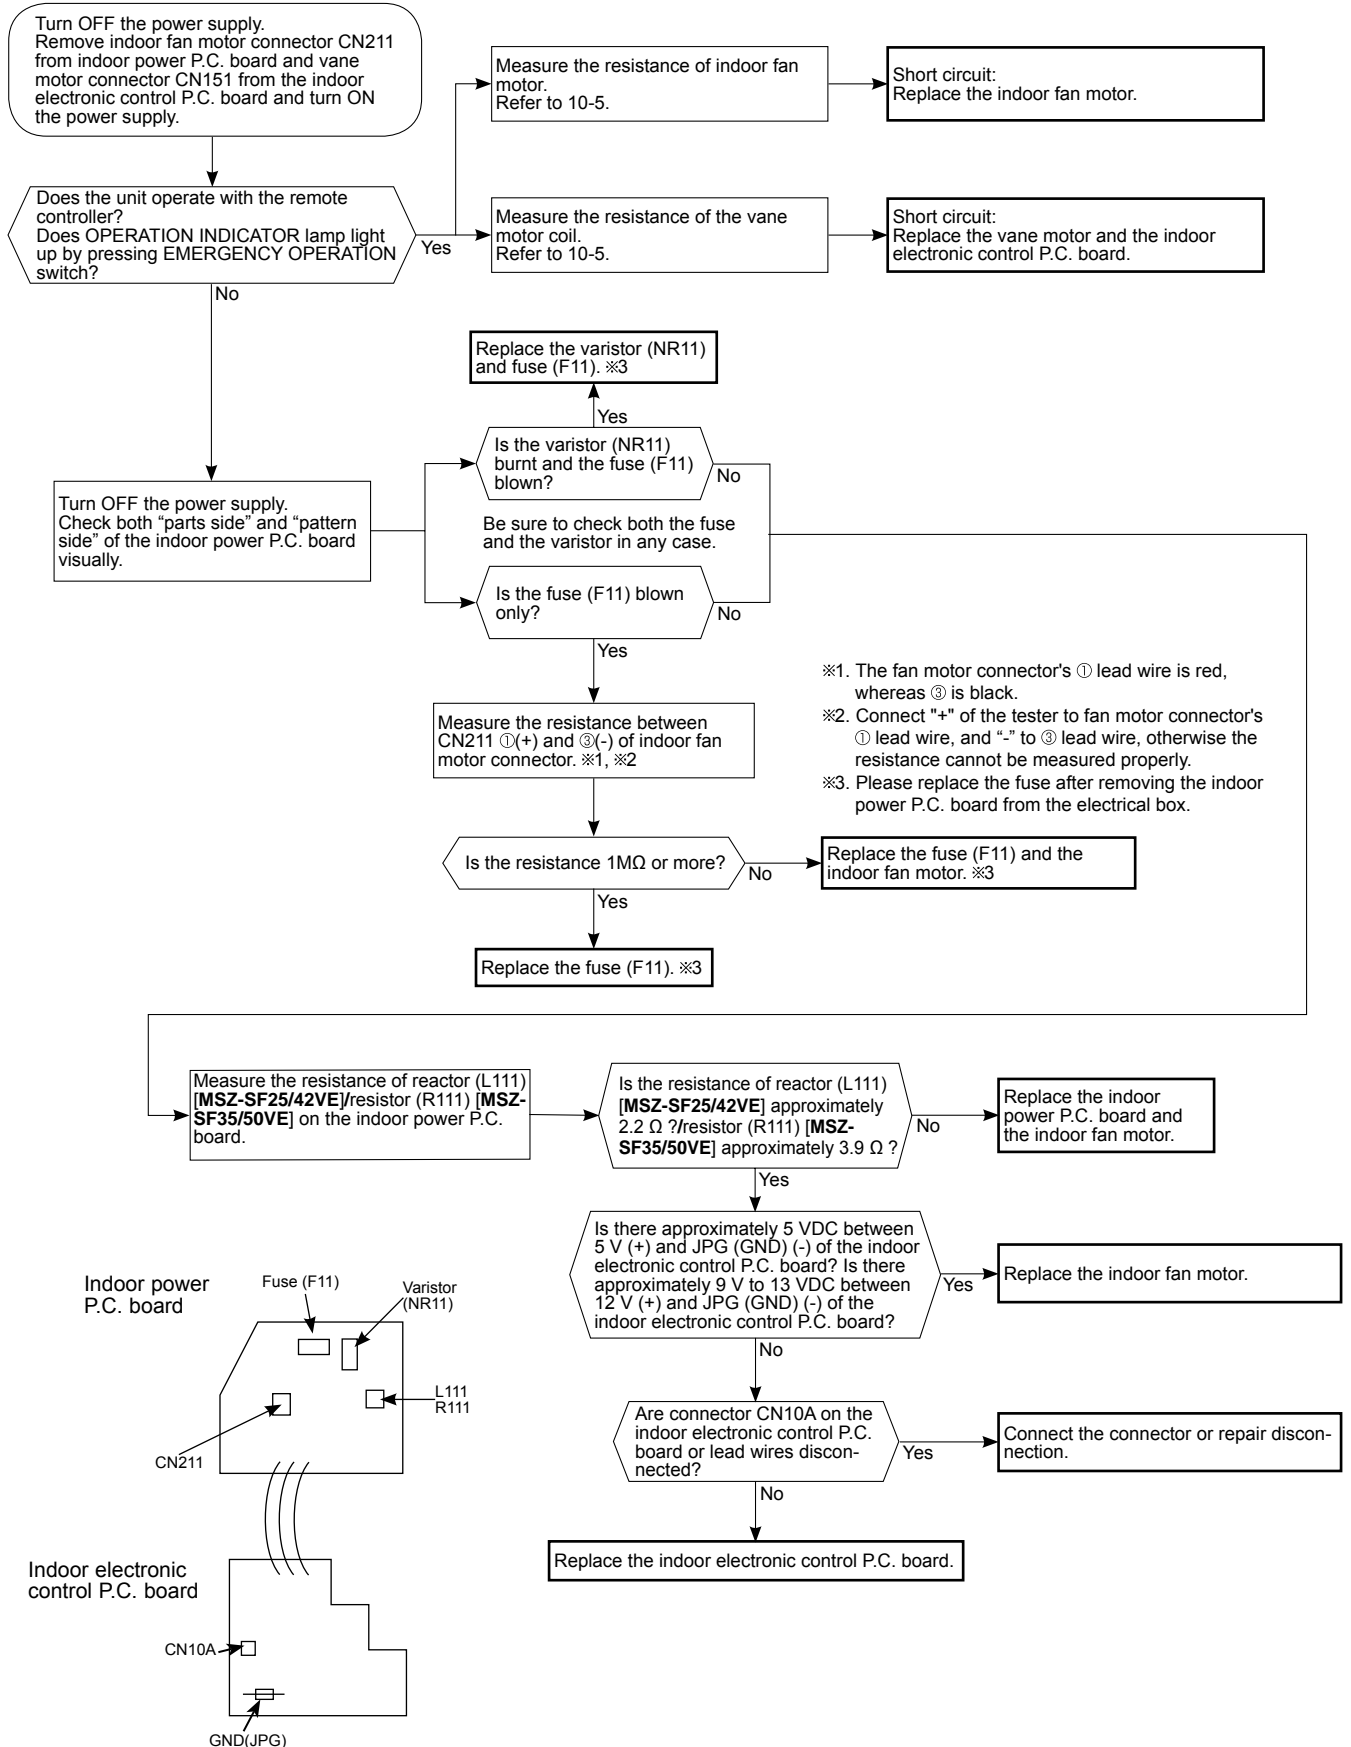 Turn OFF the power supply.
Remove indoor fan motor connector CN211
from indoor power P.C. board and vane
motor connector CN151 from the indoor
electronic control P.C. board and turn ON
the power supply.
Measure the resistance of indoor fan
motor.
Refer to 10-5.
Short circuit:
Replace the indoor fan motor.
Does the unit operate with the remote
controller?
Does OPERATION INDICATOR lamp light
up by pressing EMERGENCY OPERATION
switch?
Yes
Measure the resistance of the vane
motor coil.
Refer to 10-5.
Short circuit:
Replace the vane motor and the indoor
electronic control P.C. board.
No
Replace the varistor (NR11)
and fuse (F11). ※3
Yes
Is the varistor (NR11)
burnt and the fuse (F11)
blown?
No
Turn OFF the power supply.
Check both “parts side” and “pattern
side” of the indoor power P.C. board
visually.
Be sure to check both the fuse
and the varistor in any case.
Is the fuse (F11) blown
only?
No
Yes
※1. The fan motor connector's ① lead wire is red,
whereas ③ is black.
※2. Connect "+" of the tester to fan motor connector's
① lead wire, and “-” to ③ lead wire, otherwise the
resistance cannot be measured properly.
※3. Please replace the fuse after removing the indoor
power P.C. board from the electrical box.
Measure the resistance between
CN211 ①(+) and ③(-) of indoor fan
motor connector. ※1, ※2
Is the resistance 1MΩ or more?
No
Replace the fuse (F11) and the
indoor fan motor. ※3
Yes
Replace the fuse (F11). ※3
Measure the resistance of reactor (L111)
[MSZ-SF25/42VE]/resistor (R111) [MSZ-
SF35/50VE] on the indoor power P.C.
board.
Is the resistance of reactor (L111)
[MSZ-SF25/42VE] approximately
2.2 Ω ?/resistor (R111) [MSZ-
SF35/50VE] approximately 3.9 Ω ?
No
Replace the indoor
power P.C. board and
the indoor fan motor.
Yes
Is there approximately 5 VDC between
5 V (+) and JPG (GND) (-) of the indoor
electronic control P.C. board? Is there
approximately 9 V to 13 VDC between
12 V (+) and JPG (GND) (-) of the
indoor electronic control P.C. board?
Yes
Replace the indoor fan motor.
No
Are connector CN10A on the
indoor electronic control P.C.
board or lead wires discon-
nected?
Yes
Connect the connector or repair discon-
nection.
No
Replace the indoor electronic control P.C. board.
Indoor power
P.C. board
Fuse (F11)
Varistor
(NR11)
L111
R111
CN211
Indoor electronic
control P.C. board
CN10A
GND(JPG)